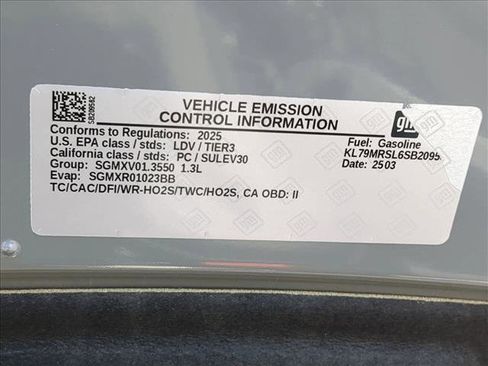 VEHICLE EMISSION
CONTROL INFORMATION
gm
SB209562
Conforms to Regulations: 2025
U.S. EPA class / stds: LDV / TIER3
California class / stds: PC / SULEV30
Group: SGMXV01.3550 1.3L
Evap: SGMXR01023BB
TC/CAC/DFI/WR-HO2S/TWC/HO2S, CA OBD: II
Fuel: Gasoline
KL79MRSL6SB2095
Date: 2503